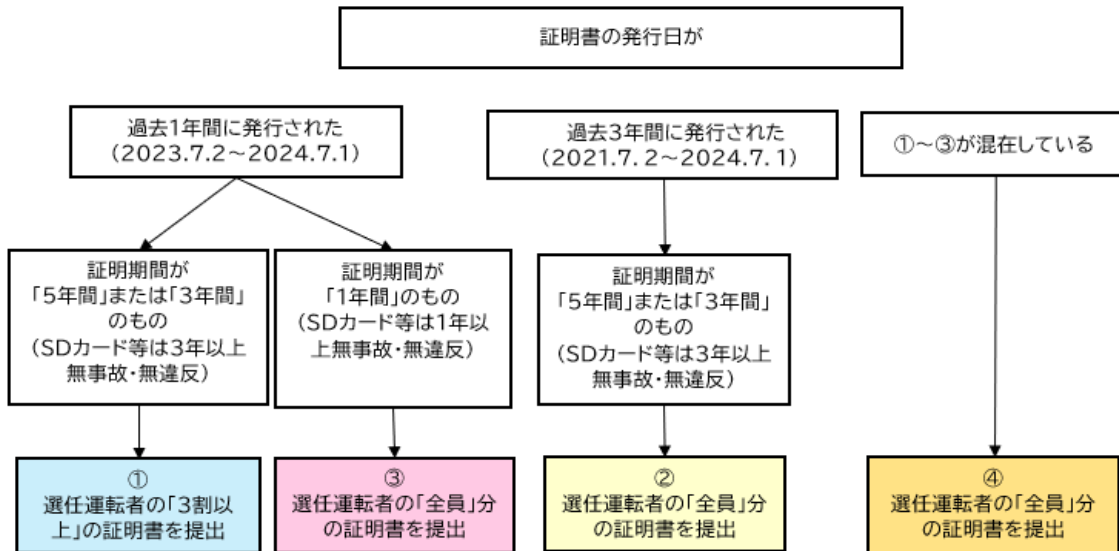 証明書の発行日が
過去1年間に発行された
（2023.7.2～2024.7.1）
過去3年間に発行された
（2021.7. 2～2024.7. 1）
①～③が混在している
証明期間が
「5年間」または「3年間」
のもの
（SDカード等は3年以上
無事故・無違反）
証明期間が
「1年間」のもの
（SDカード等は1年以
上無事故・無違反）
証明期間が
「5年間」または「3年間」
のもの
（SDカード等は3年以上
無事故・無違反）
①
選任運転者の「3割以
上」の証明書を提出
③
選任運転者の「全員」分
の証明書を提出
②
選任運転者の「全員」分
の証明書を提出
④
選任運転者の「全員」分
の証明書を提出